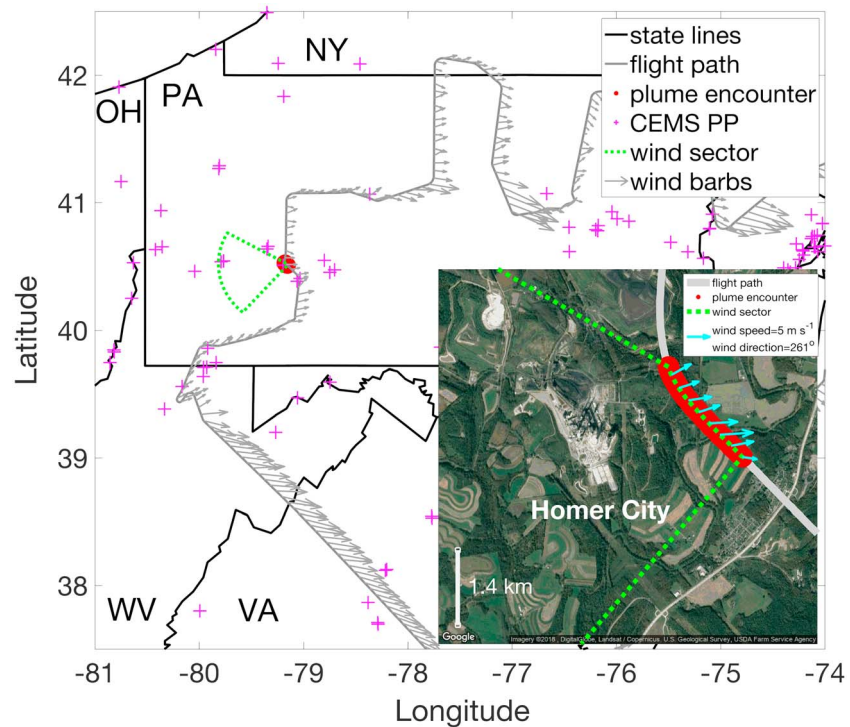 NY
42
OH
PA
state lines
flight path
plume encounter
CEMS PP
wind sector
wind barbs
41
Latitude
40
39
38
WV
VA
flight path
plume encounter
wind sector
wind speed=5 m s⁻¹
wind direction=261°
Homer City
1.4 km
Google
Imagery ©2018 , DigitalGlobe, Landsat / Copernicus, U.S. Geological Survey, USDA Farm Service Agency
-81
-80
-79
-78
-77
-76
-75
-74
Longitude